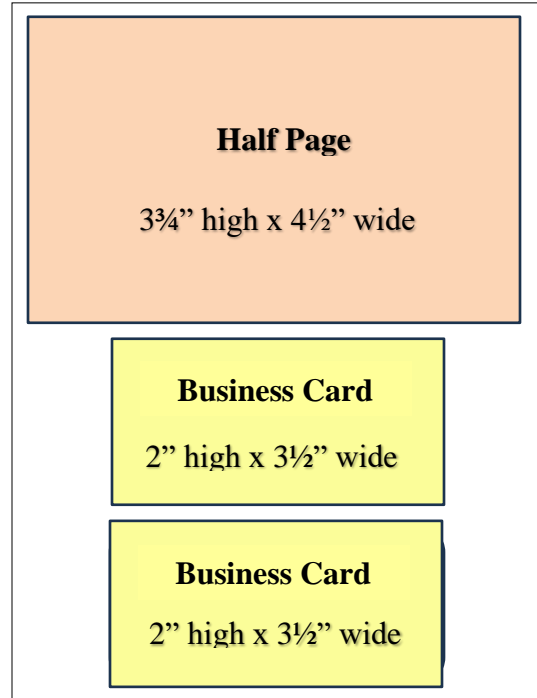 Half Page
3¾” high x 4½” wide
Business Card
2” high x 3½” wide
Business Card
2” high x 3½” wide